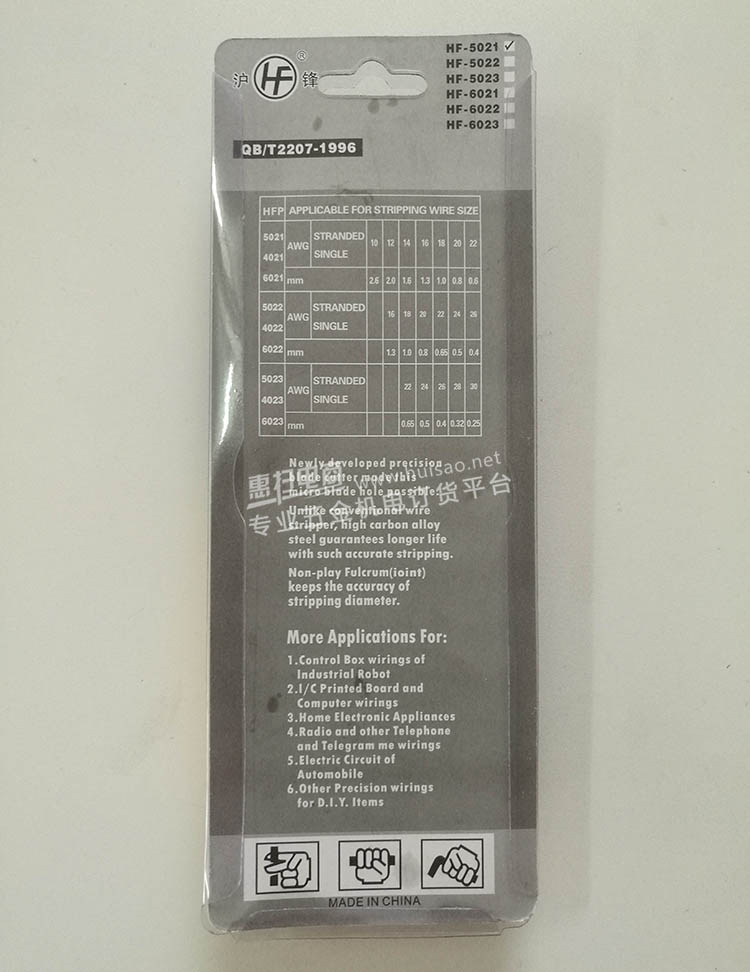 沪 HF ® 锋
HF-5021 ✓
HF-5022
HF-5023
HF-6021
HF-6022
HF-6023
QB/T2207-1996
HFP APPLICABLE FOR STRIPPING WIRE SIZE
5021 4021 6021 AWG STRANDED SINGLE 10 12 14 16 18 20 22
mm 2.6 2.0 1.6 1.3 1.0 0.8 0.6
5022 4022 6022 AWG STRANDED SINGLE 16 18 20 22 24 26
mm 1.3 1.0 0.8 0.65 0.5 0.4
5023 4023 6023 AWG STRANDED SINGLE 22 24 26 28 30
mm 0.65 0.5 0.4 0.32 0.25
Newly developed precision
blade cutter made this
micro blade hole possible.
Unlike conventional wire
stripper, high carbon alloy
steel guarantees longer life
with such accurate stripping.
Non-play Fulcrum(ioint)
keeps the accuracy of
stripping diameter.
惠扫电商 www.huisao.net
专业五金机电订货平台
More Applications For:
1.Control Box wirings of
Industrial Robot
2.I/C Printed Board and
Computer wirings
3.Home Electronic Appliances
4.Radio and other Telephone
and Telegram me wirings
5.Electric Circuit of
Automobile
6.Other Precision wirings
for D.I.Y. Items
MADE IN CHINA